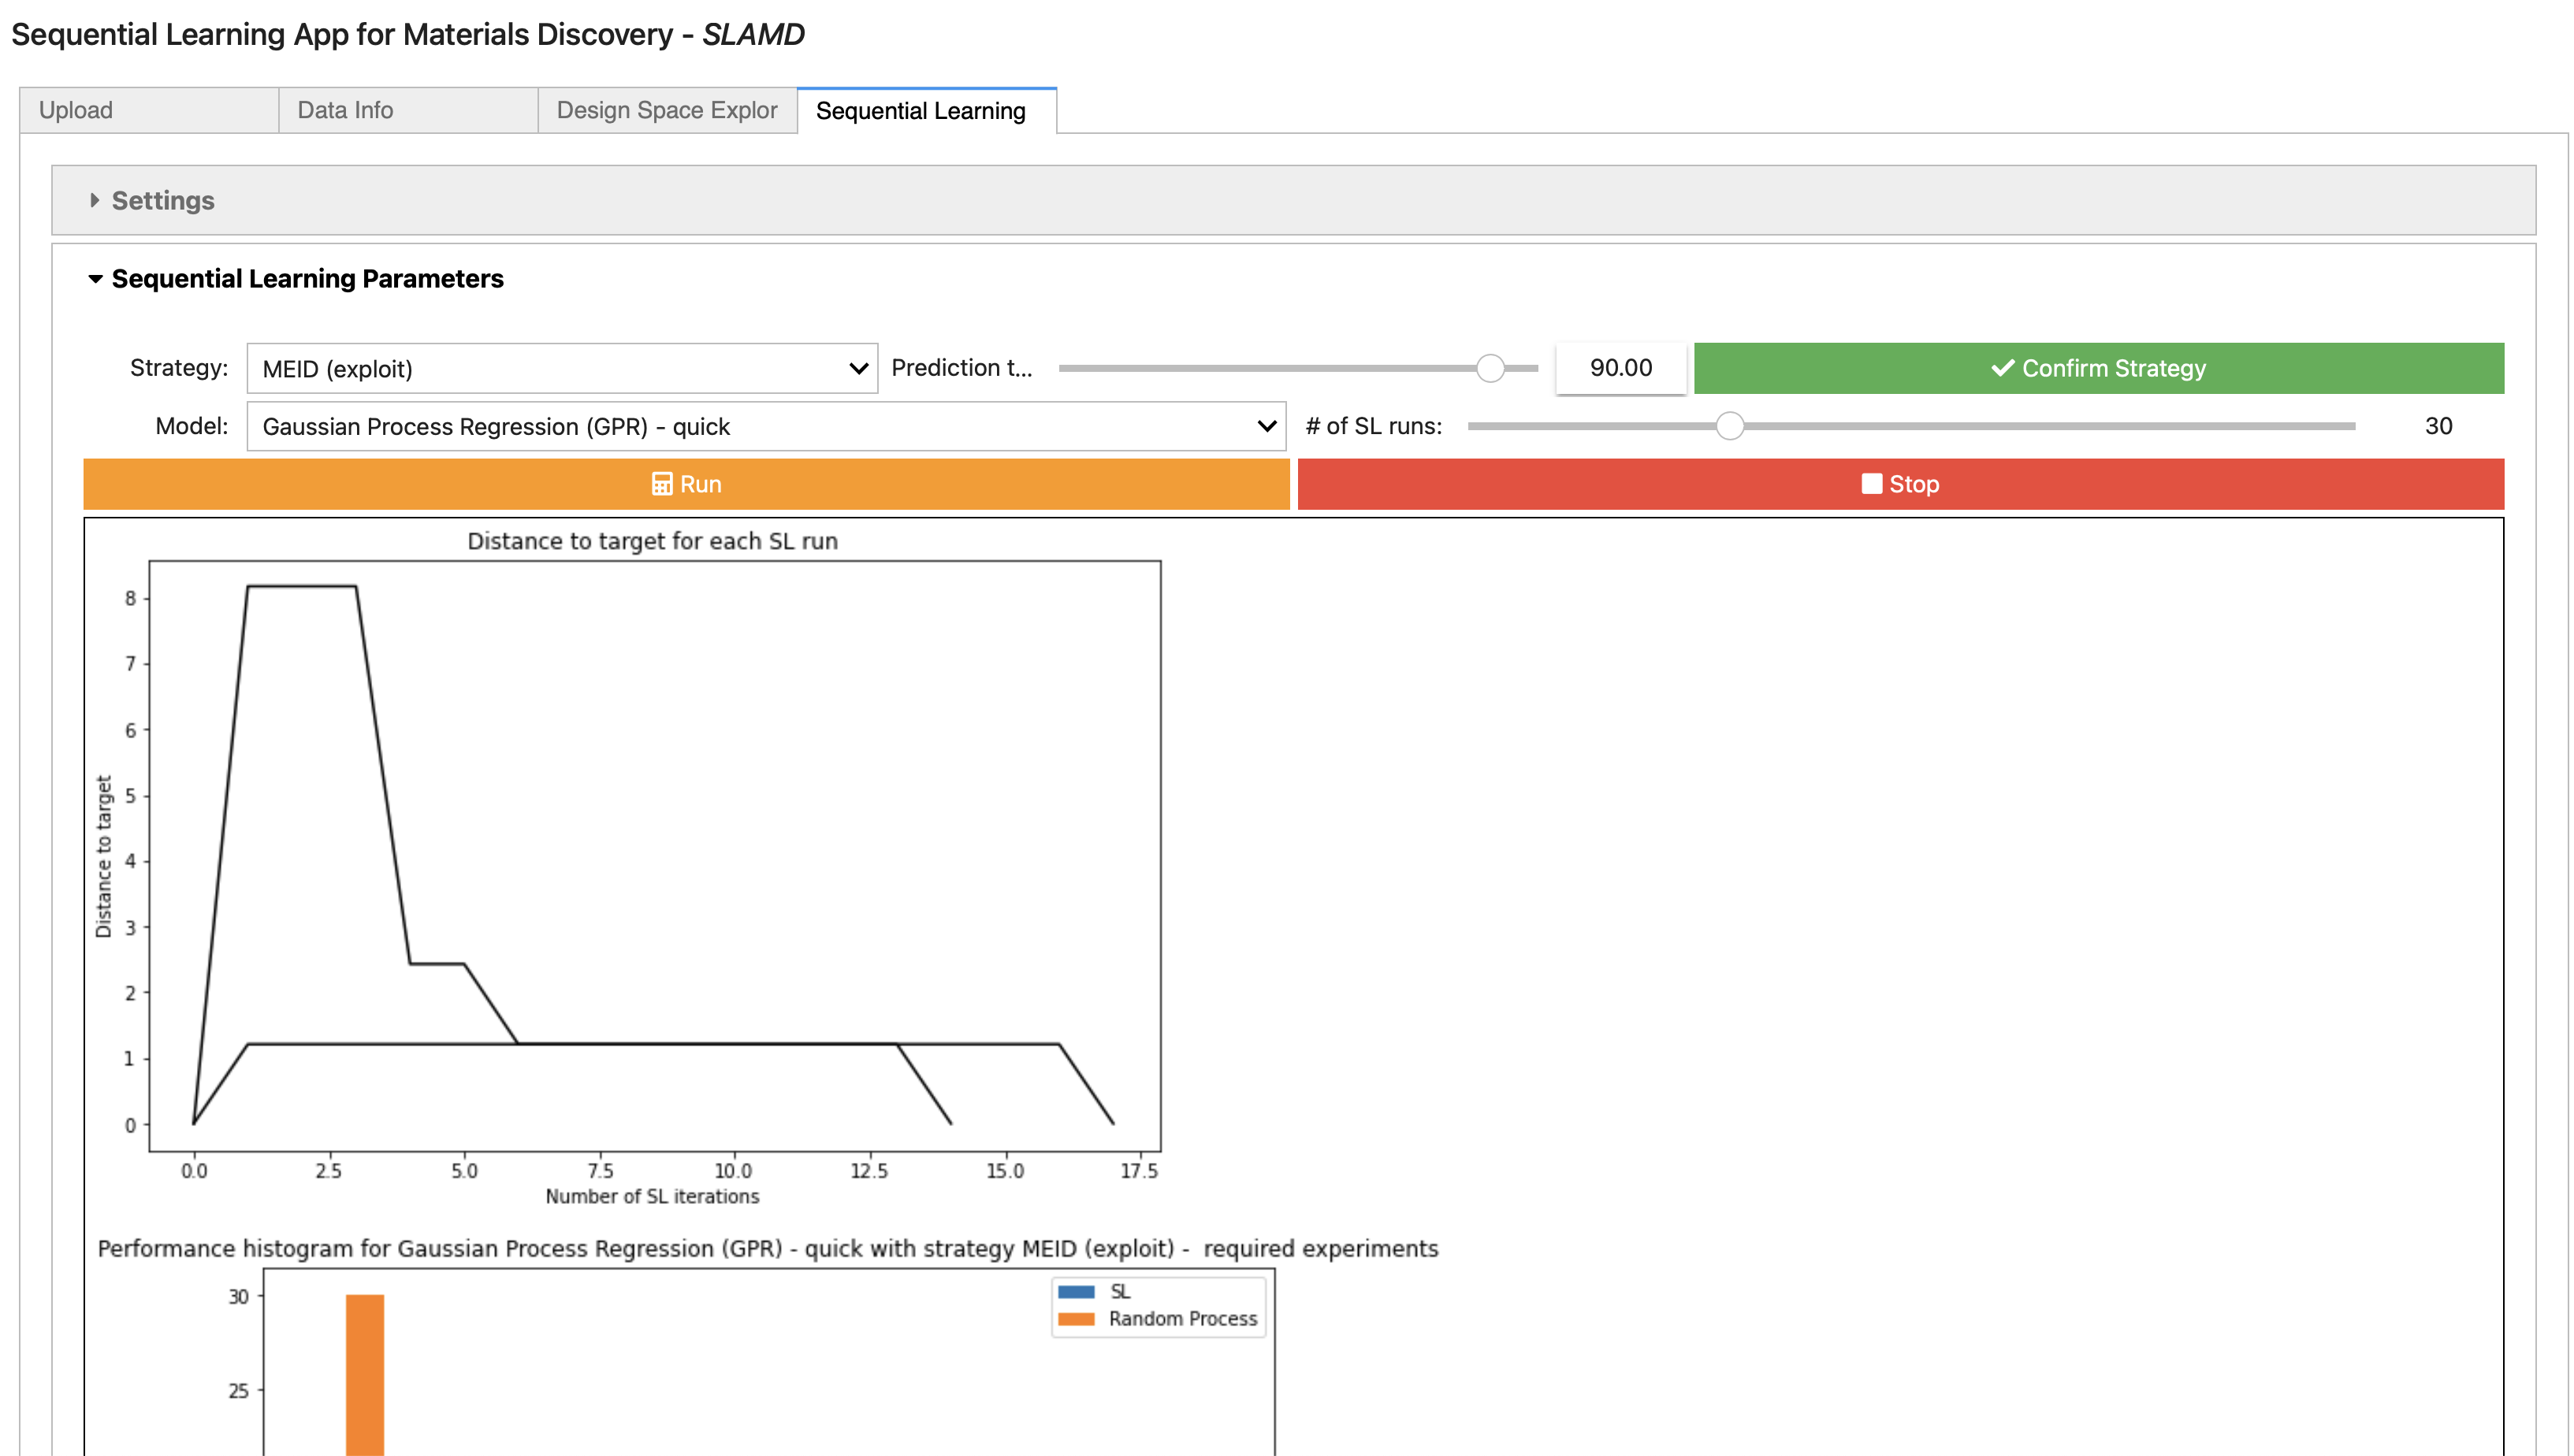 Sequential Learning App for Materials Discovery - SLAMD
Upload
Data Info
Design Space Explor
Sequential Learning
Settings
Sequential Learning Parameters
Strategy:
MEID (exploit)
Prediction t...
90.00
Confirm Strategy
Model:
Gaussian Process Regression (GPR) - quick
# of SL runs:
30
Run
Stop
Distance to target for each SL run
8
7
6
5
4
3
2
1
0
Distance to target
0.0 2.5 5.0 7.5 10.0 12.5 15.0 17.5
Number of SL iterations
Performance histogram for Gaussian Process Regression (GPR) - quick with strategy MEID (exploit) - required experiments
30
25
SL
Random Process